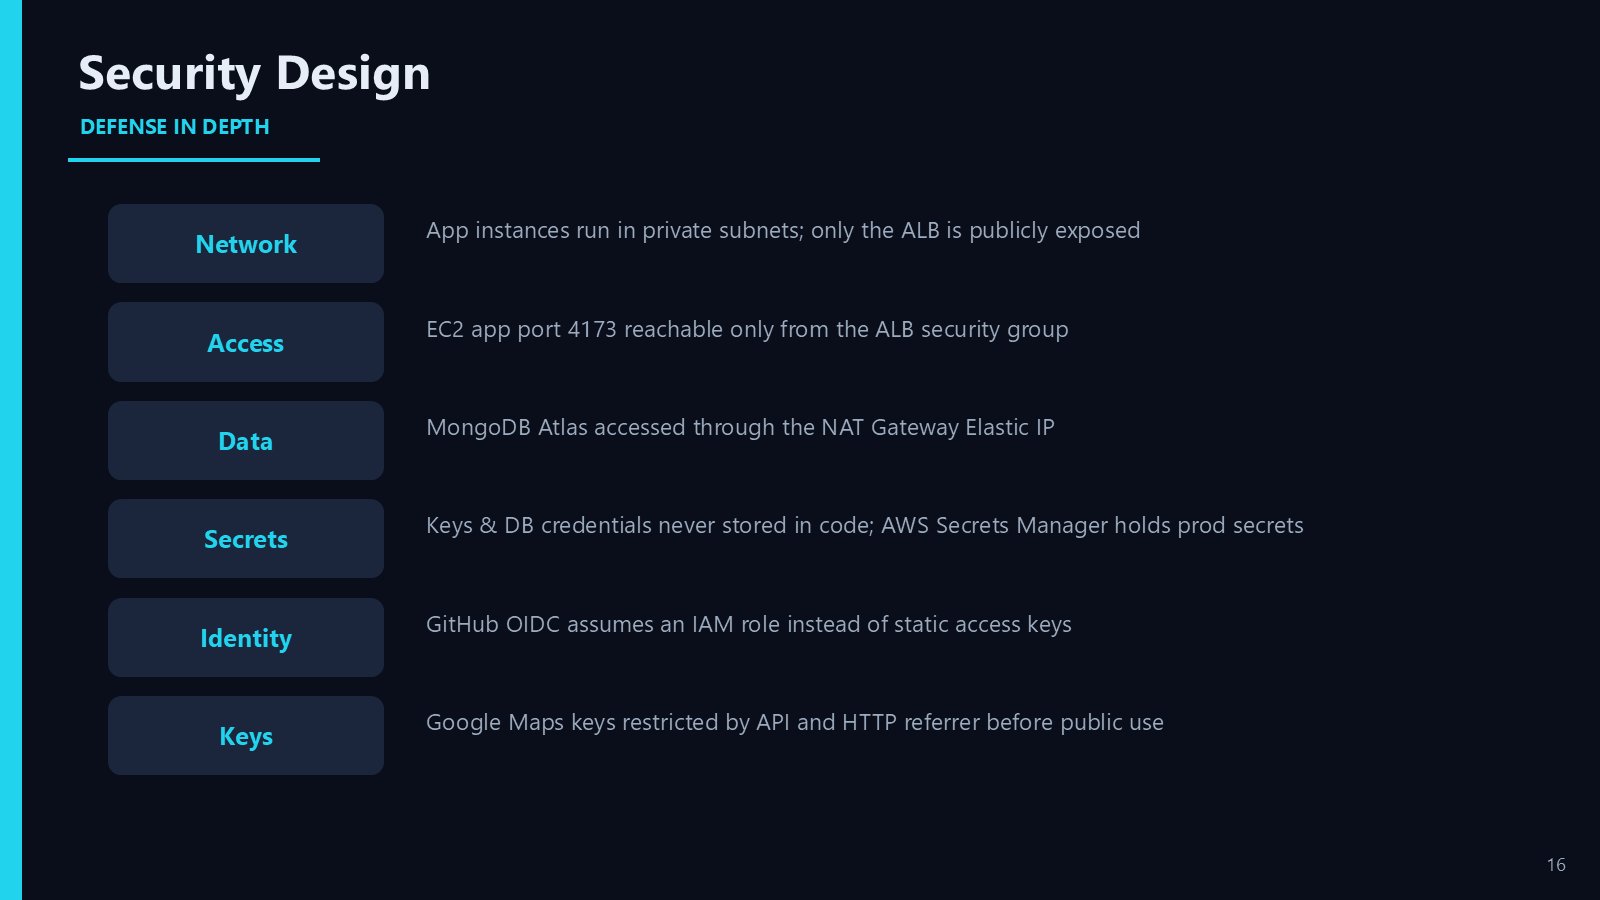 Security Design
DEFENSE IN DEPTH
Network
App instances run in private subnets; only the ALB is publicly exposed
Access
EC2 app port 4173 reachable only from the ALB security group
Data
MongoDB Atlas accessed through the NAT Gateway Elastic IP
Secrets
Keys & DB credentials never stored in code; AWS Secrets Manager holds prod secrets
Identity
GitHub OIDC assumes an IAM role instead of static access keys
Keys
Google Maps keys restricted by API and HTTP referrer before public use
16